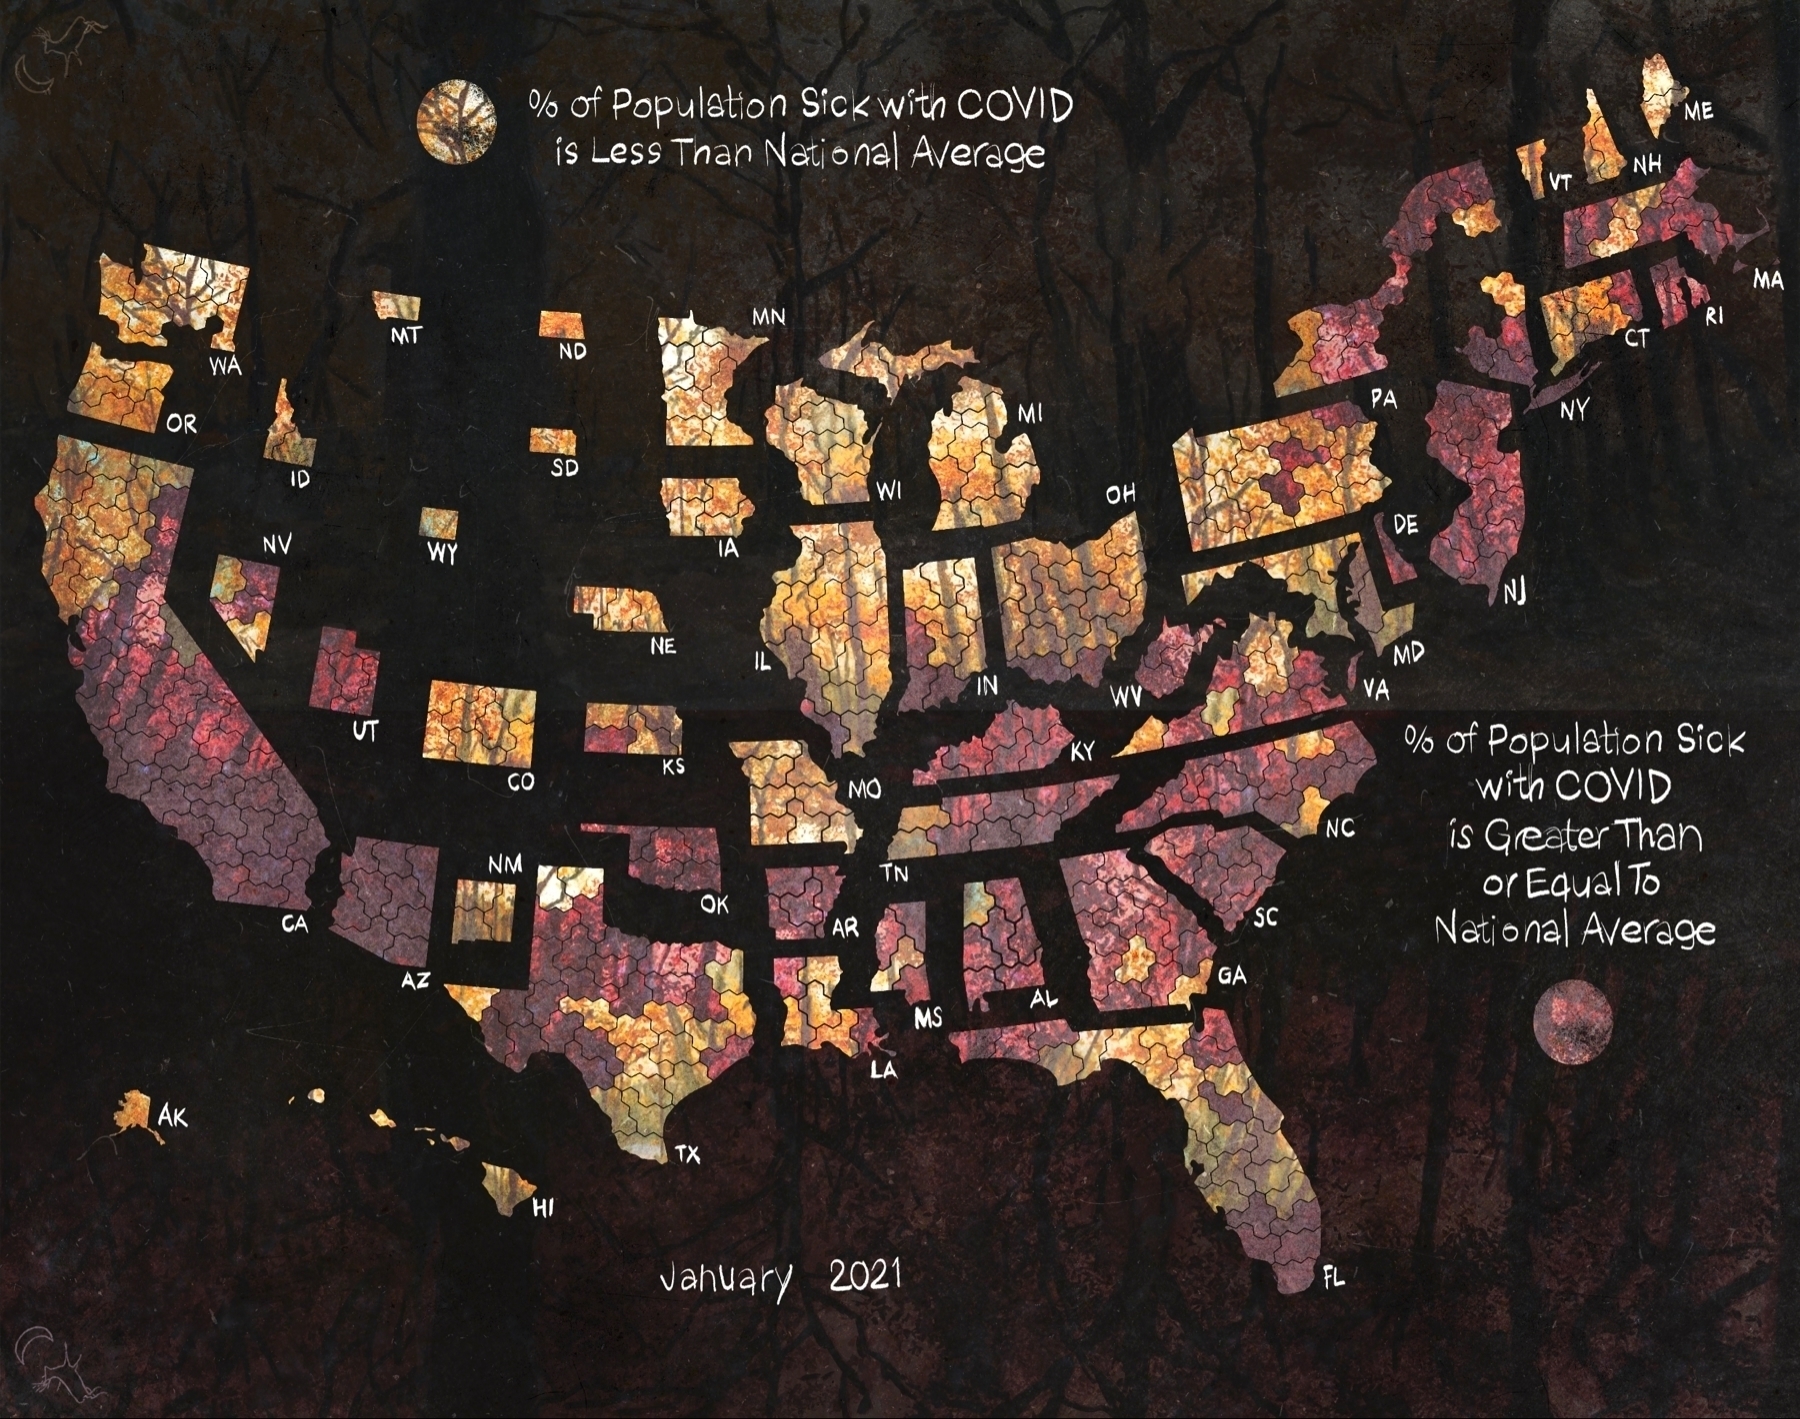 % of Population Sick with COVID
is Less Than National Average
ME
NH
VT
MA
RI
CT
NY
PA
MN
MT
ND
WA
OR
ID
SD
MI
WI
OH
DE
NJ
NV
WY
IA
NE
IL
IN
WV
MD
VA
UT
CO
KS
MO
KY
% of Population Sick
with COVID
is Greater Than
or Equal To
National Average
NC
TN
NM
OK
AR
SC
CA
AZ
GA
AL
MS
LA
AK
TX
HI
FL
January 2021